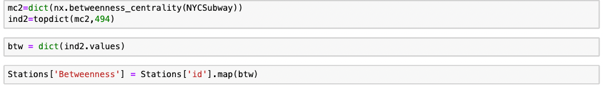 mc2=dict(nx.betweenness_centrality(NYCSubway))
ind2=topdict(mc2,494)
btw = dict(ind2.values)
Stations['Betweenness'] = Stations['id'].map(btw)